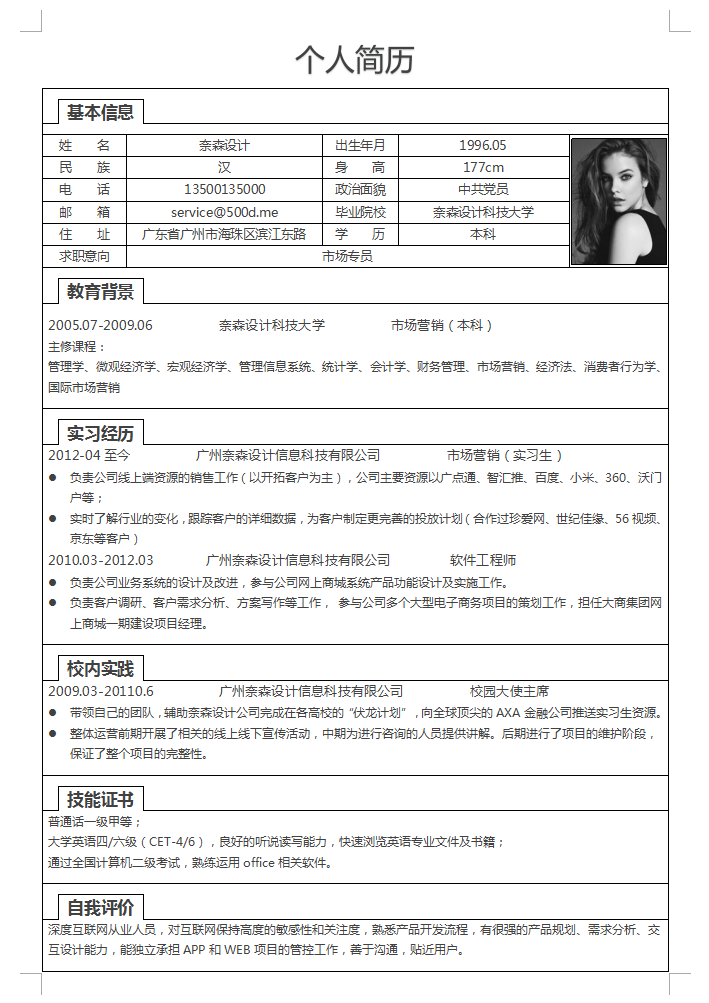 个人简历
基本信息
姓 名 奈森设计 出生年月 1996.05
民 族 汉 身 高 177cm
电 话 13500135000 政治面貌 中共党员
邮 箱 service@500d.me 毕业院校 奈森设计科技大学
住 址 广东省广州市海珠区滨江东路 学 历 本科
求职意向 市场专员
教育背景
2005.07-2009.06 奈森设计科技大学 市场营销（本科）
主修课程：
管理学、微观经济学、宏观经济学、管理信息系统、统计学、会计学、财务管理、市场营销、经济法、消费者行为学、
国际市场营销
实习经历
2012-04 至今 广州奈森设计信息科技有限公司 市场营销（实习生）
● 负责公司线上端资源的销售工作（以开拓客户为主），公司主要资源以广点通、智汇推、百度、小米、360、沃门
户等；
● 实时了解行业的变化，跟踪客户的详细数据，为客户制定更完善的投放计划（合作过珍爱网、世纪佳缘、56 视频、
京东等客户）
2010.03-2012.03 广州奈森设计信息科技有限公司 软件工程师
● 负责公司业务系统的设计及改进，参与公司网上商城系统产品功能设计及实施工作。
● 负责客户调研、客户需求分析、方案写作等工作， 参与公司多个大型电子商务项目的策划工作，担任大商集团网
上商城一期建设项目经理。
校内实践
2009.03-20110.6 广州奈森设计信息科技有限公司 校园大使主席
● 带领自己的团队，辅助奈森设计公司完成在各高校的“伏龙计划”，向全球顶尖的 AXA 金融公司推送实习生资源。
● 整体运营前期开展了相关的线上线下宣传活动，中期为进行咨询的人员提供讲解。后期进行了项目的维护阶段，
保证了整个项目的完整性。
技能证书
普通话一级甲等；
大学英语四/六级（CET-4/6），良好的听说读写能力，快速浏览英语专业文件及书籍；
通过全国计算机二级考试，熟练运用 office 相关软件。
自我评价
深度互联网从业人员，对互联网保持高度的敏感性和关注度，熟悉产品开发流程，有很强的产品规划、需求分析、交
互设计能力，能独立承担 APP 和 WEB 项目的管控工作，善于沟通，贴近用户。